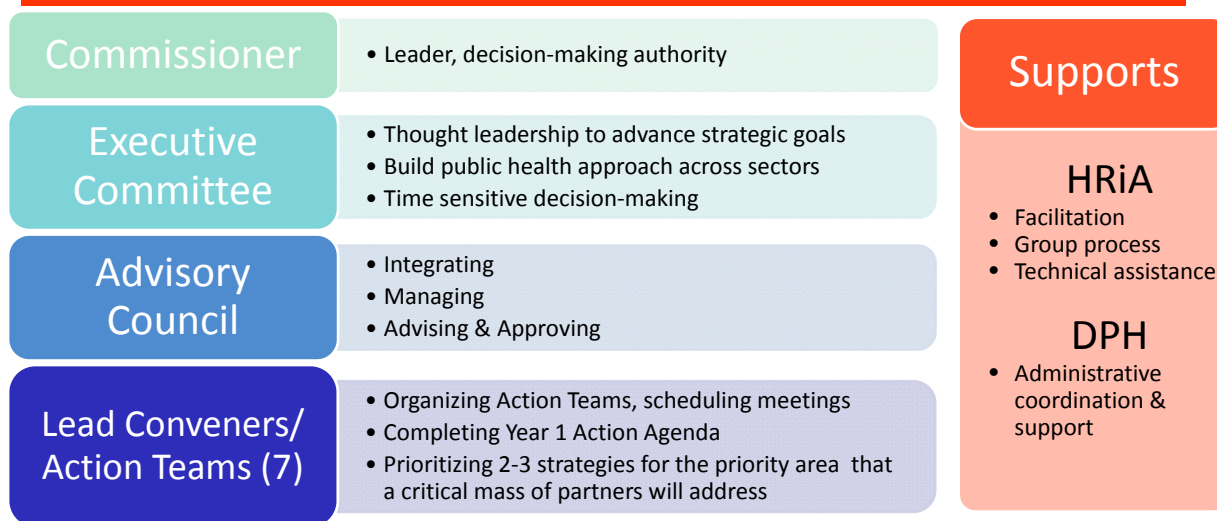 Commissioner
• Leader, decision-making authority
Executive
Committee
• Thought leadership to advance strategic goals
• Build public health approach across sectors
• Time sensitive decision-making
Advisory
Council
• Integrating
• Managing
• Advising & Approving
Lead Conveners/
Action Teams (7)
• Organizing Action Teams, scheduling meetings
• Completing Year 1 Action Agenda
• Prioritizing 2-3 strategies for the priority area that
a critical mass of partners will address
Supports
HRiA
• Facilitation
• Group process
• Technical assistance
DPH
• Administrative
coordination &
support